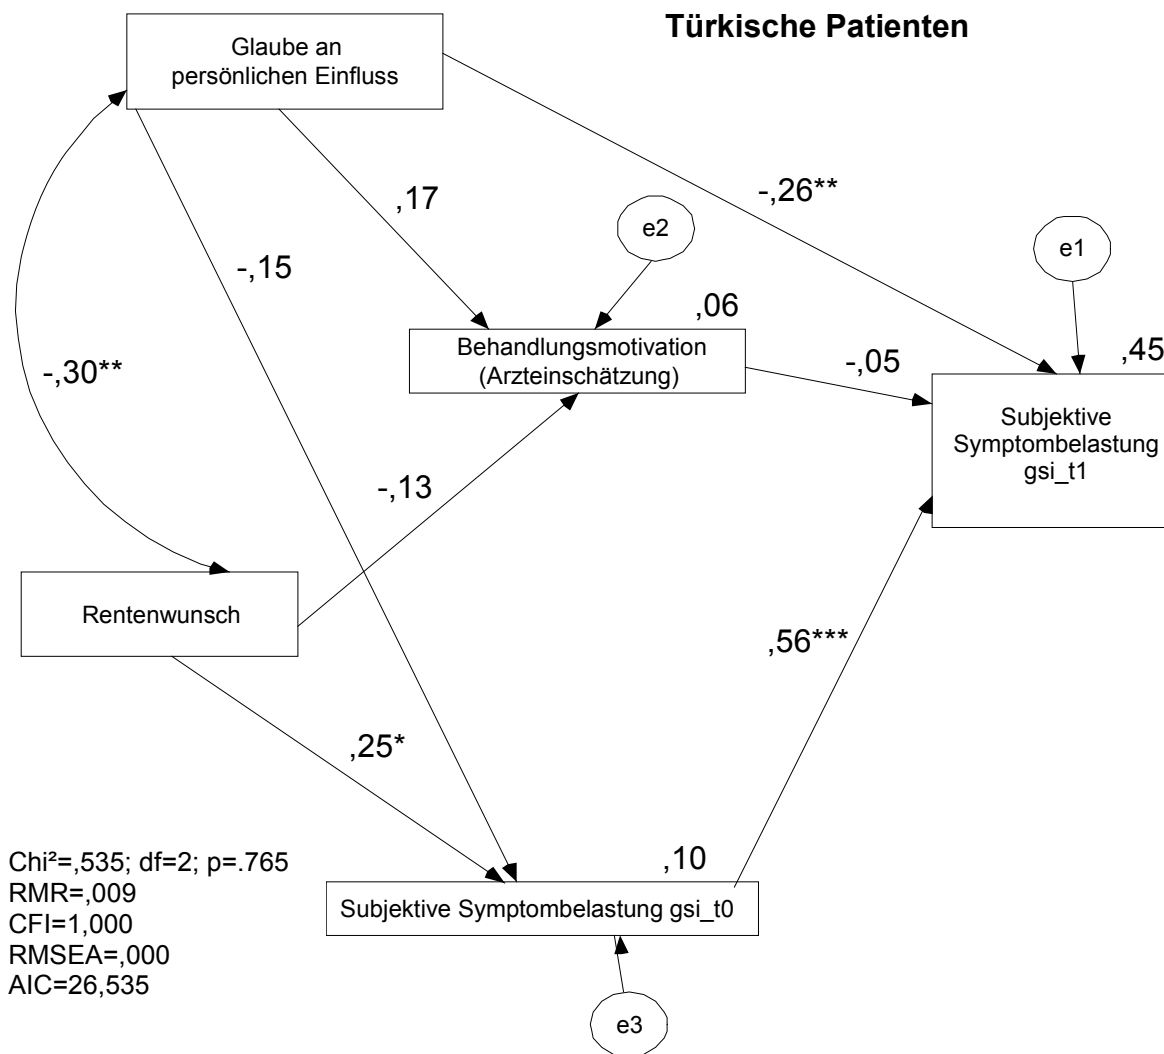 Türkische Patienten
Glaube an
persönlichen Einfluss
-,26**
,17
e2
e1
-,15
,06
Behandlungsmotivation
(Arzteinschätzung)
-,05
,45
-,30**
Subjektive
Symptombelastung
gsi_t1
-,13
Rentenwunsch
,56***
,25*
Chi²=,535; df=2; p=.765
RMR=,009
CFI=1,000
RMSEA=,000
AIC=26,535
,10
Subjektive Symptombelastung gsi_t0
e3